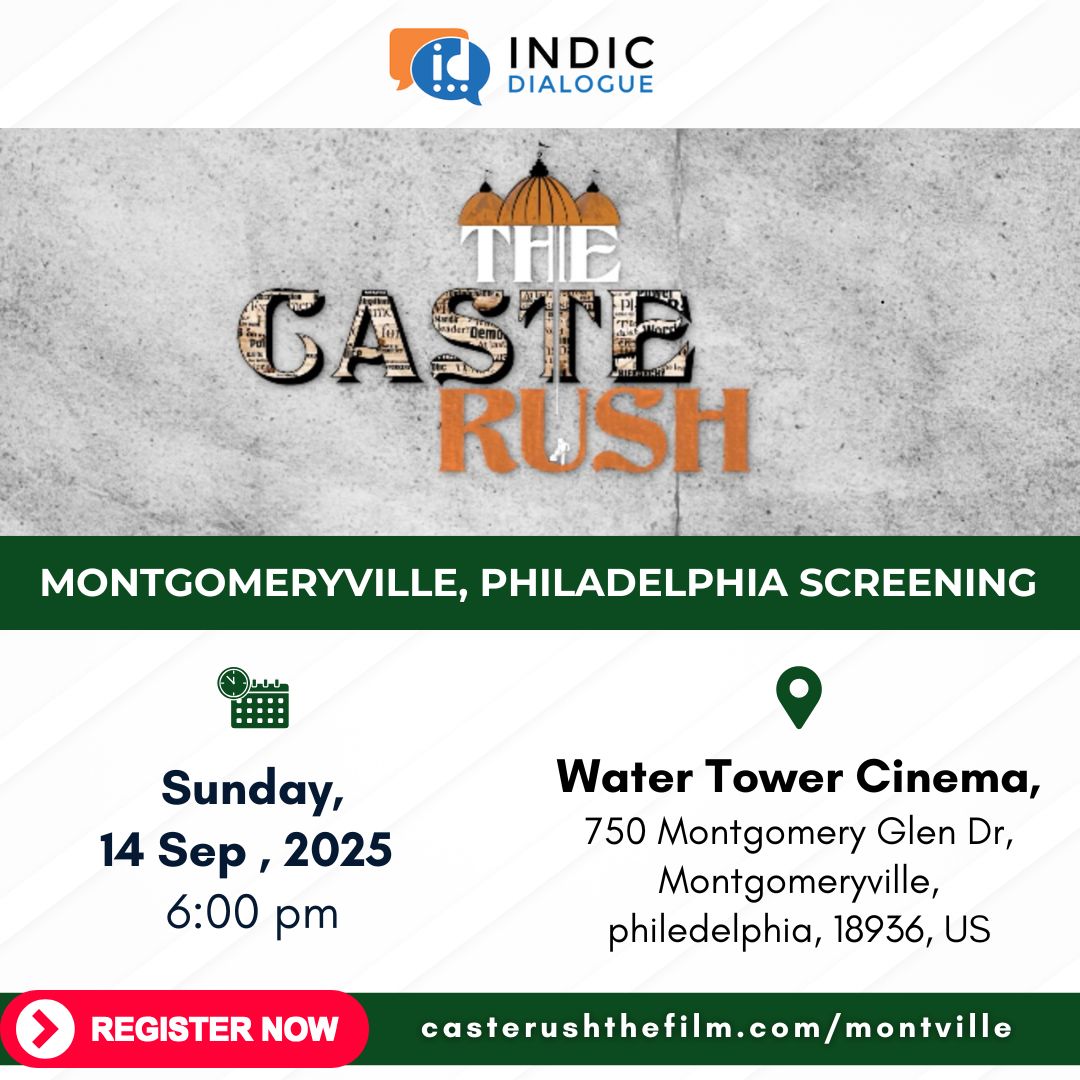 id
INDIC
DIALOGUE
THE
CASTE
RUSH
MONTGOMERYVILLE, PHILADELPHIA SCREENING
Sunday,
14 Sep , 2025
6:00 pm
Water Tower Cinema,
750 Montgomery Glen Dr,
Montgomeryville,
philedelphia, 18936, US
REGISTER NOW
casterushthefilm.com/montville